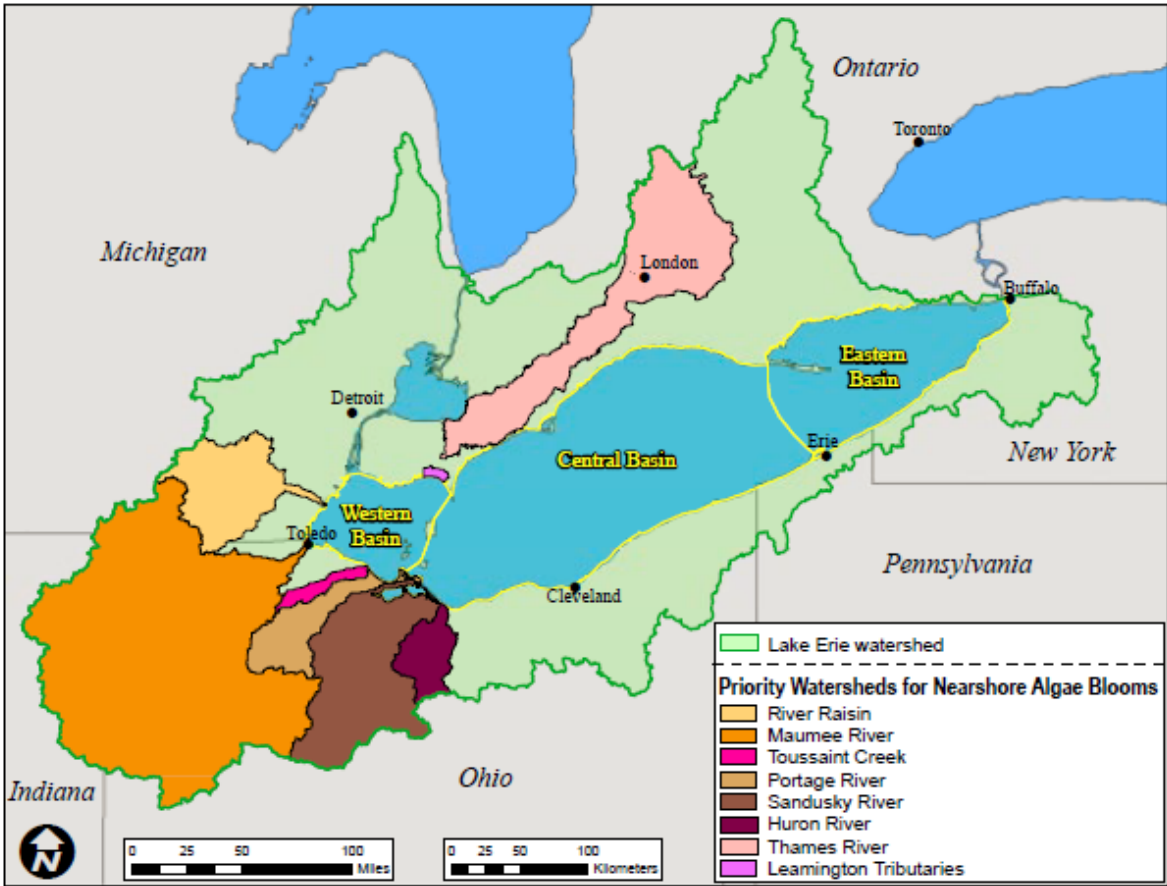 Ontario
Toronto
Michigan
London
Buffalo
Eastern
Basin
Detroit
Erie
New York
Central Basin
Western
Basin
Toledo
Pennsylvania
Cleveland
Lake Erie watershed
Priority Watersheds for Nearshore Algae Blooms
River Raisin
Maumee River
Toussaint Creek
Portage River
Sandusky River
Huron River
Thames River
Leamington Tributaries
Ohio
Indiana
N
0 25 50 100
Miles
0 25 50 100
Kilometers